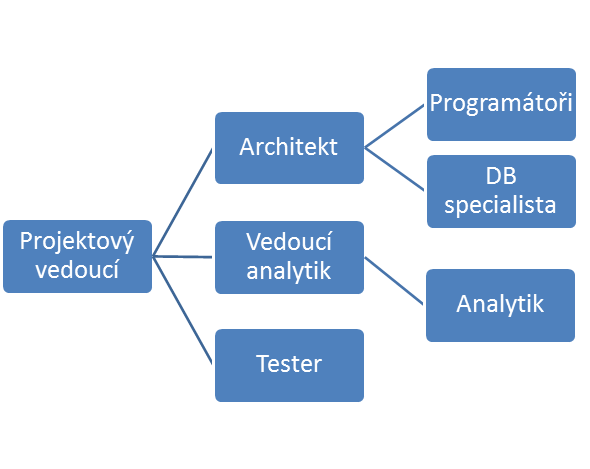 Projektový
vedoucí
Architekt
Vedoucí
analytik
Tester
Programátoři
DB
specialista
Analytik